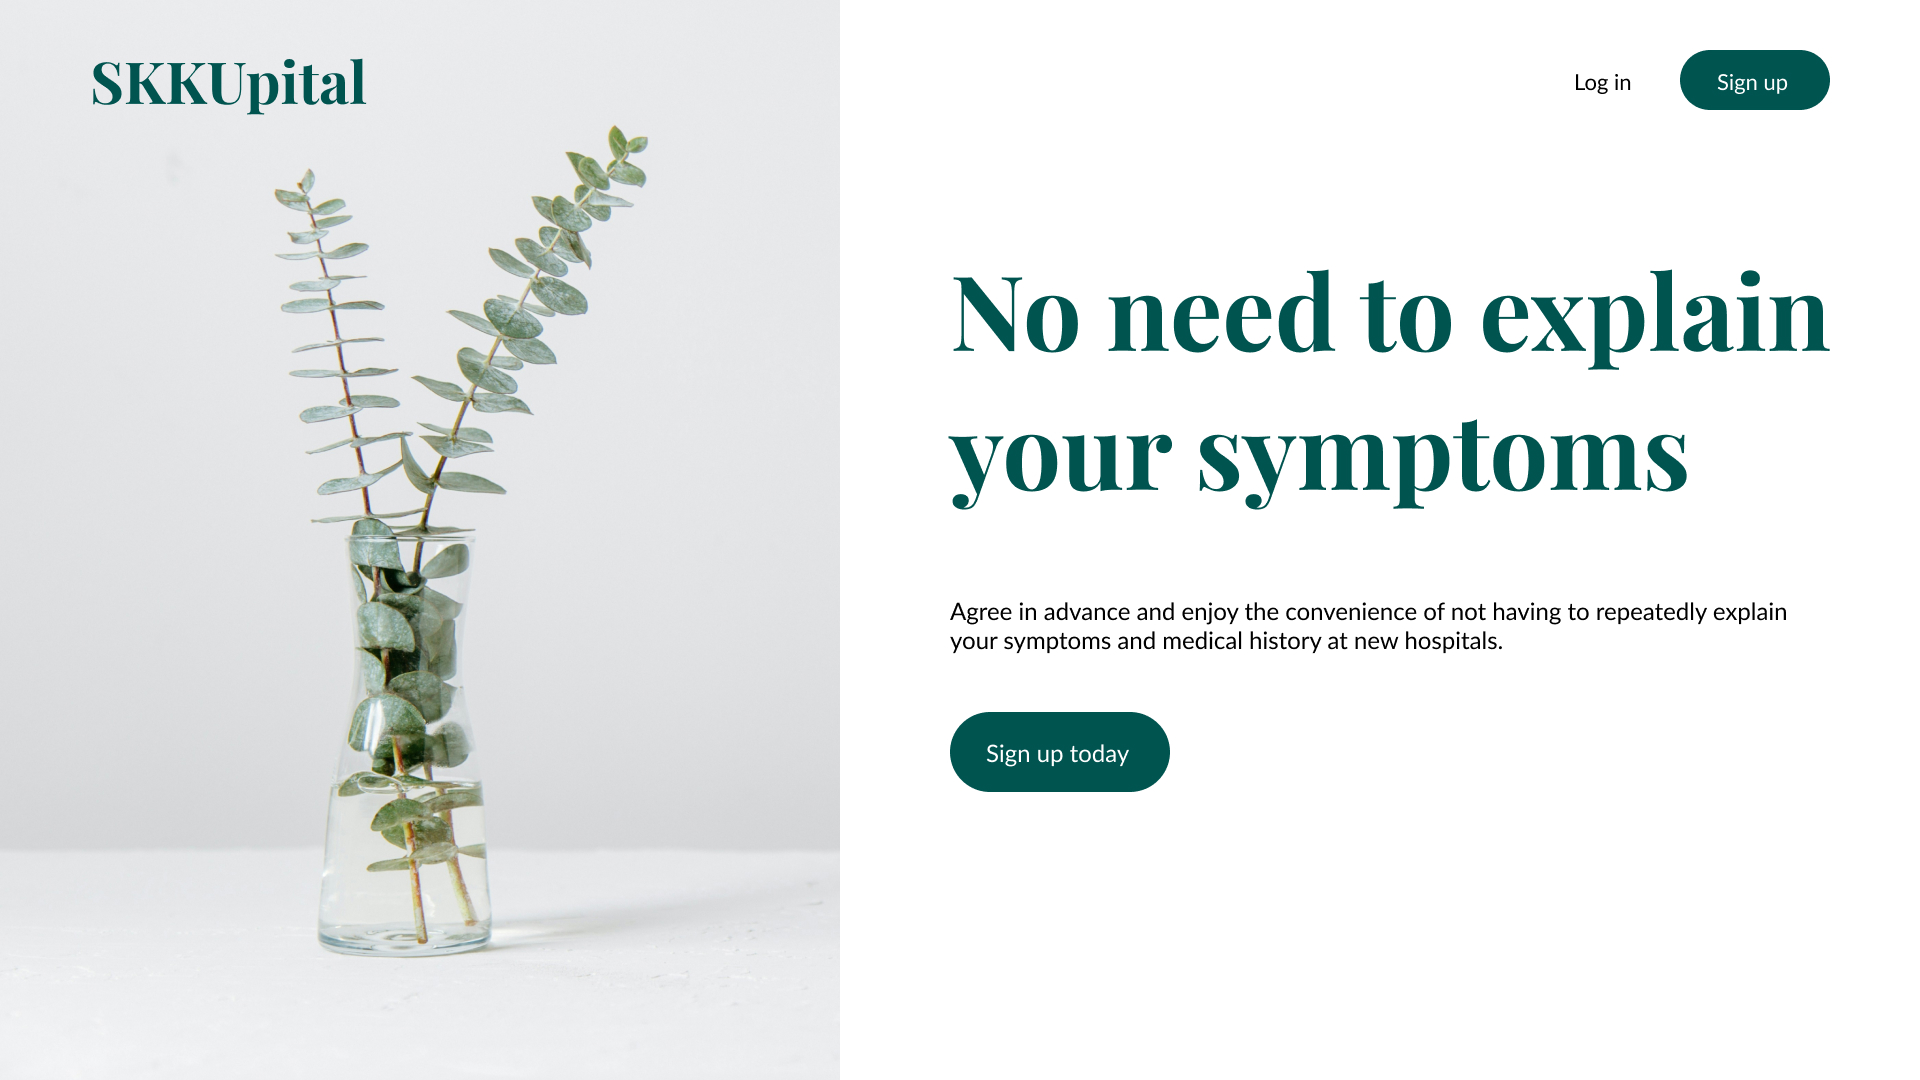 SKKUpital
Log in
Sign up
No need to explain
your symptoms
Agree in advance and enjoy the convenience of not having to repeatedly explain
your symptoms and medical history at new hospitals.
Sign up today